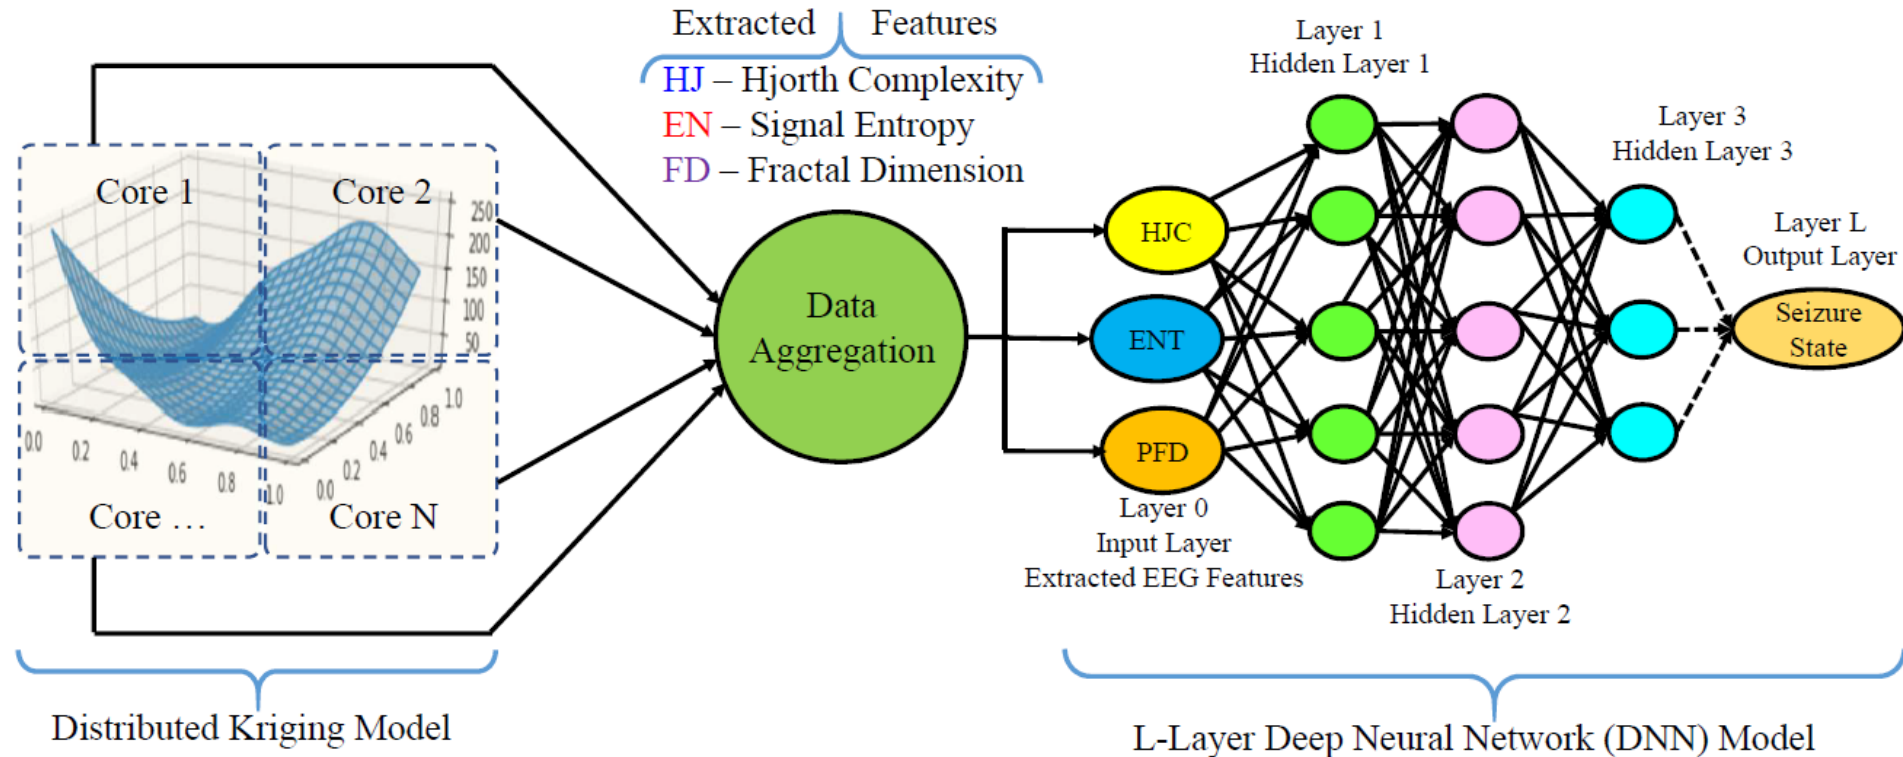 Extracted Features
HJ – Hjorth Complexity
EN – Signal Entropy
FD – Fractal Dimension
Core 1
Core 2
Core …
Core N
250
200
150
100
50
0.0
0.2
0.4
0.6
0.8
1.0
0.0
0.2
0.4
0.6
0.8
1.0
Distributed Kriging Model
Data
Aggregation
HJC
ENT
PFD
Layer 0
Input Layer
Extracted EEG Features
Layer 1
Hidden Layer 1
Layer 2
Hidden Layer 2
Layer 3
Hidden Layer 3
Layer L
Output Layer
Seizure
State
L-Layer Deep Neural Network (DNN) Model